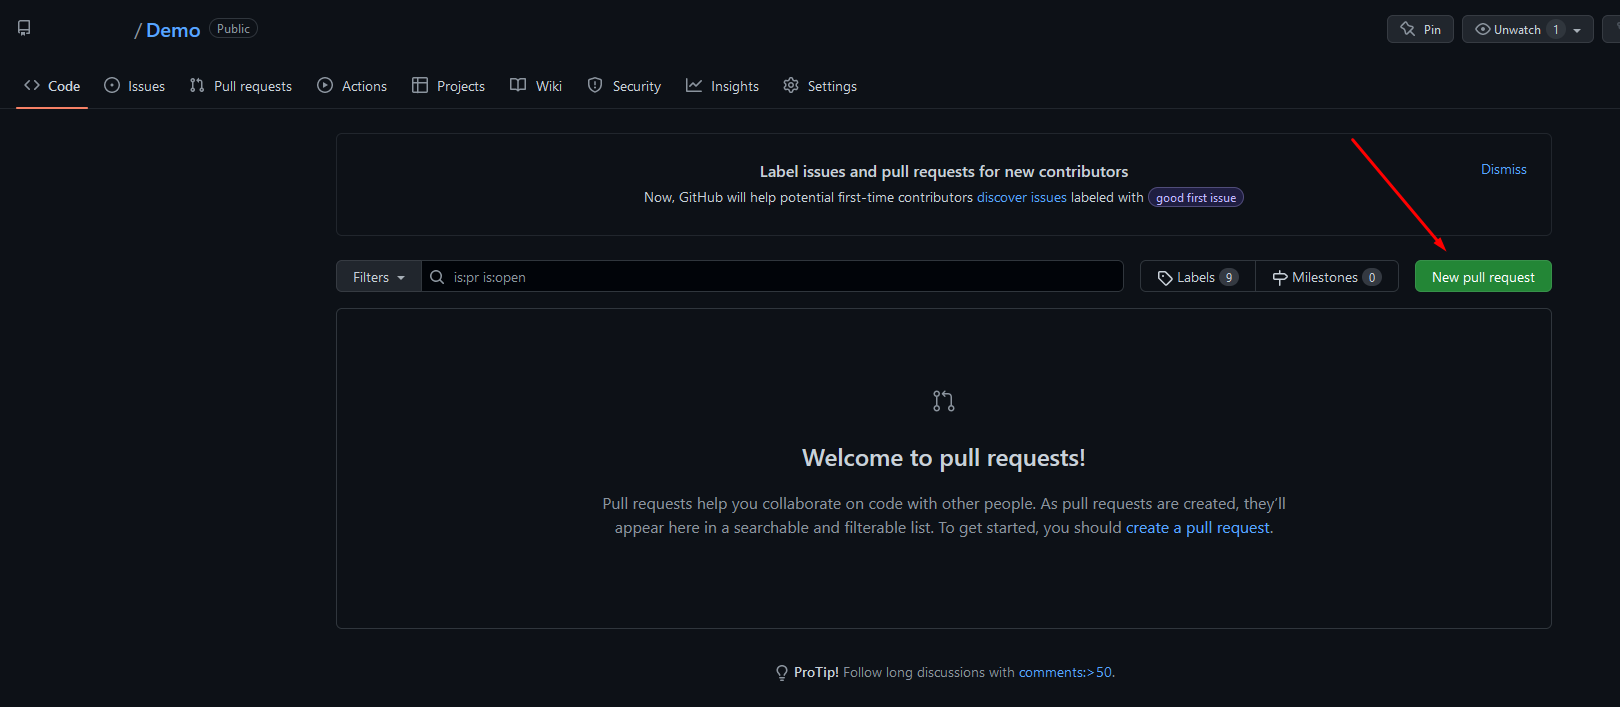 / Demo Public Pin Unwatch 1
Code Issues Pull requests Actions Projects Wiki Security Insights Settings
Label issues and pull requests for new contributors Dismiss
Now, GitHub will help potential first-time contributors discover issues labeled with good first issue
Filters is:pr is:open Labels 9 Milestones 0 New pull request
Welcome to pull requests!
Pull requests help you collaborate on code with other people. As pull requests are created, they’ll
appear here in a searchable and filterable list. To get started, you should create a pull request.
ProTip! Follow long discussions with comments:>50.